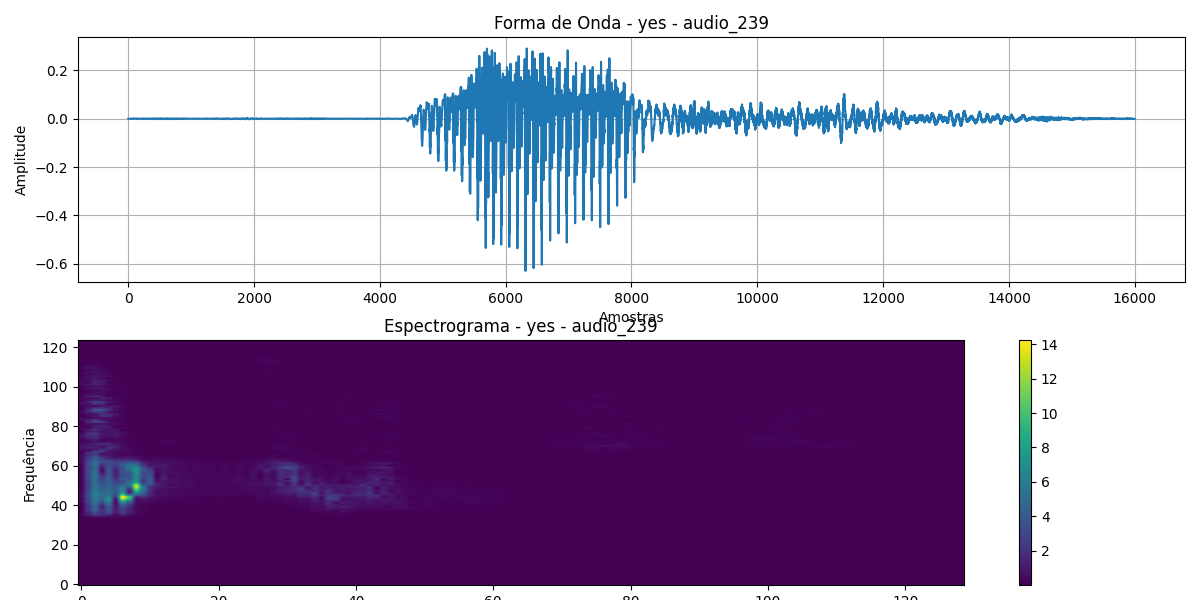 Forma de Onda - yes - audio_239
0.2
0.0
−0.2
−0.4
−0.6
Amplitude
0 2000 4000 6000 8000 10000 12000 14000 16000
Amostras
Espectrograma - yes - audio_239
120
100
80
60
40
20
0
Frequência
0 20 40 60 80 100 120
14
12
10
8
6
4
2